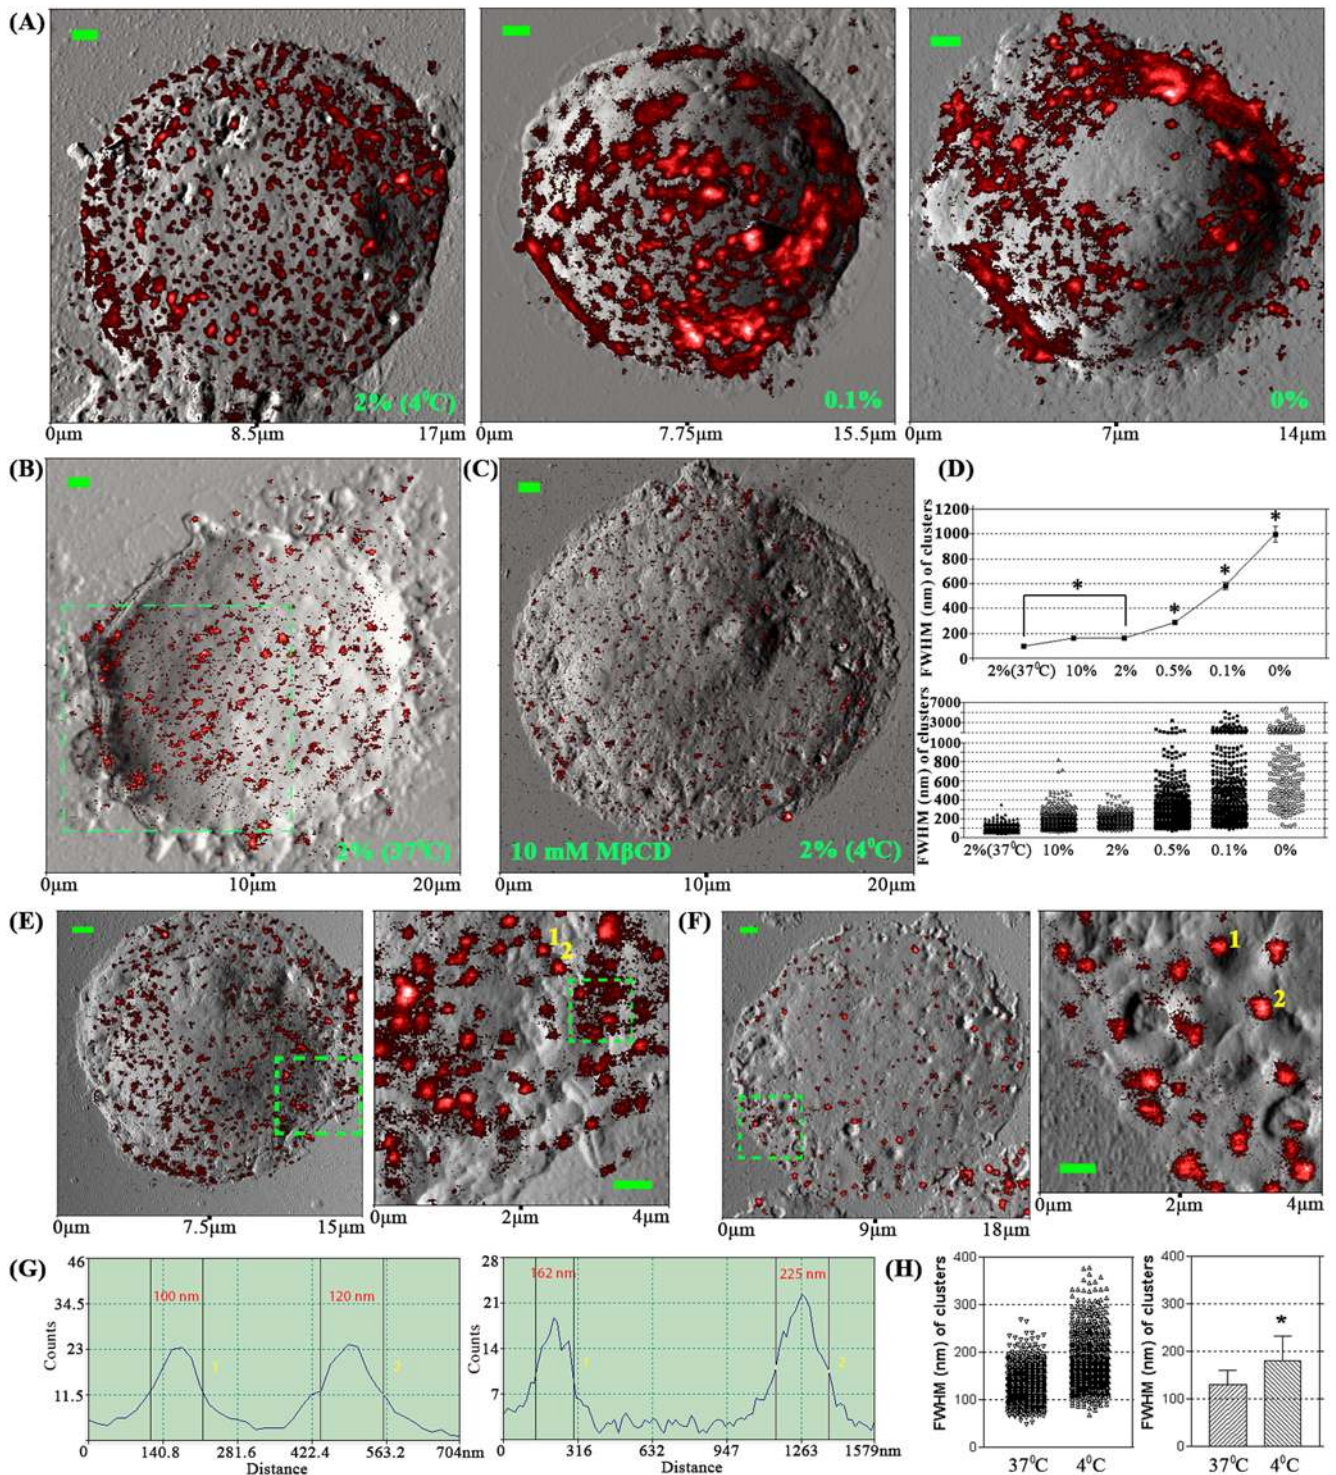 (A)
2% (4⁰C)
0.1%
0%
0µm 8.5µm 17µm
0µm 7.75µm 15.5µm
0µm 7µm 14µm
(B)
2% (37⁰C)
0µm 10µm 20µm
(C)
10 mM MβCD 2% (4⁰C)
0µm 10µm 20µm
(D)
FWHM (nm) of clusters
1200
1000
800
600
400
200
0
* * * *
2%(37⁰C) 10% 2% 0.5% 0.1% 0%
FWHM (nm) of clusters
7000
3000
1000
800
600
400
200
0
2%(37⁰C) 10% 2% 0.5% 0.1% 0%
(E)
0µm 7.5µm 15µm
1
2
0µm 2µm 4µm
(F)
0µm 9µm 18µm
1
2
0µm 2µm 4µm
(G)
Counts
46
34.5
23
11.5
0
100 nm 120 nm
1 2
0 140.8 281.6 422.4 563.2 704nm
Distance
28
21
14
7
162 nm 225 nm
1 2
0 316 632 947 1263 1579nm
Distance
(H)
FWHM (nm) of clusters
400
300
200
100
0
37⁰C 4⁰C
FWHM (nm) of clusters
400
300
200
100
0
*
37⁰C 4⁰C